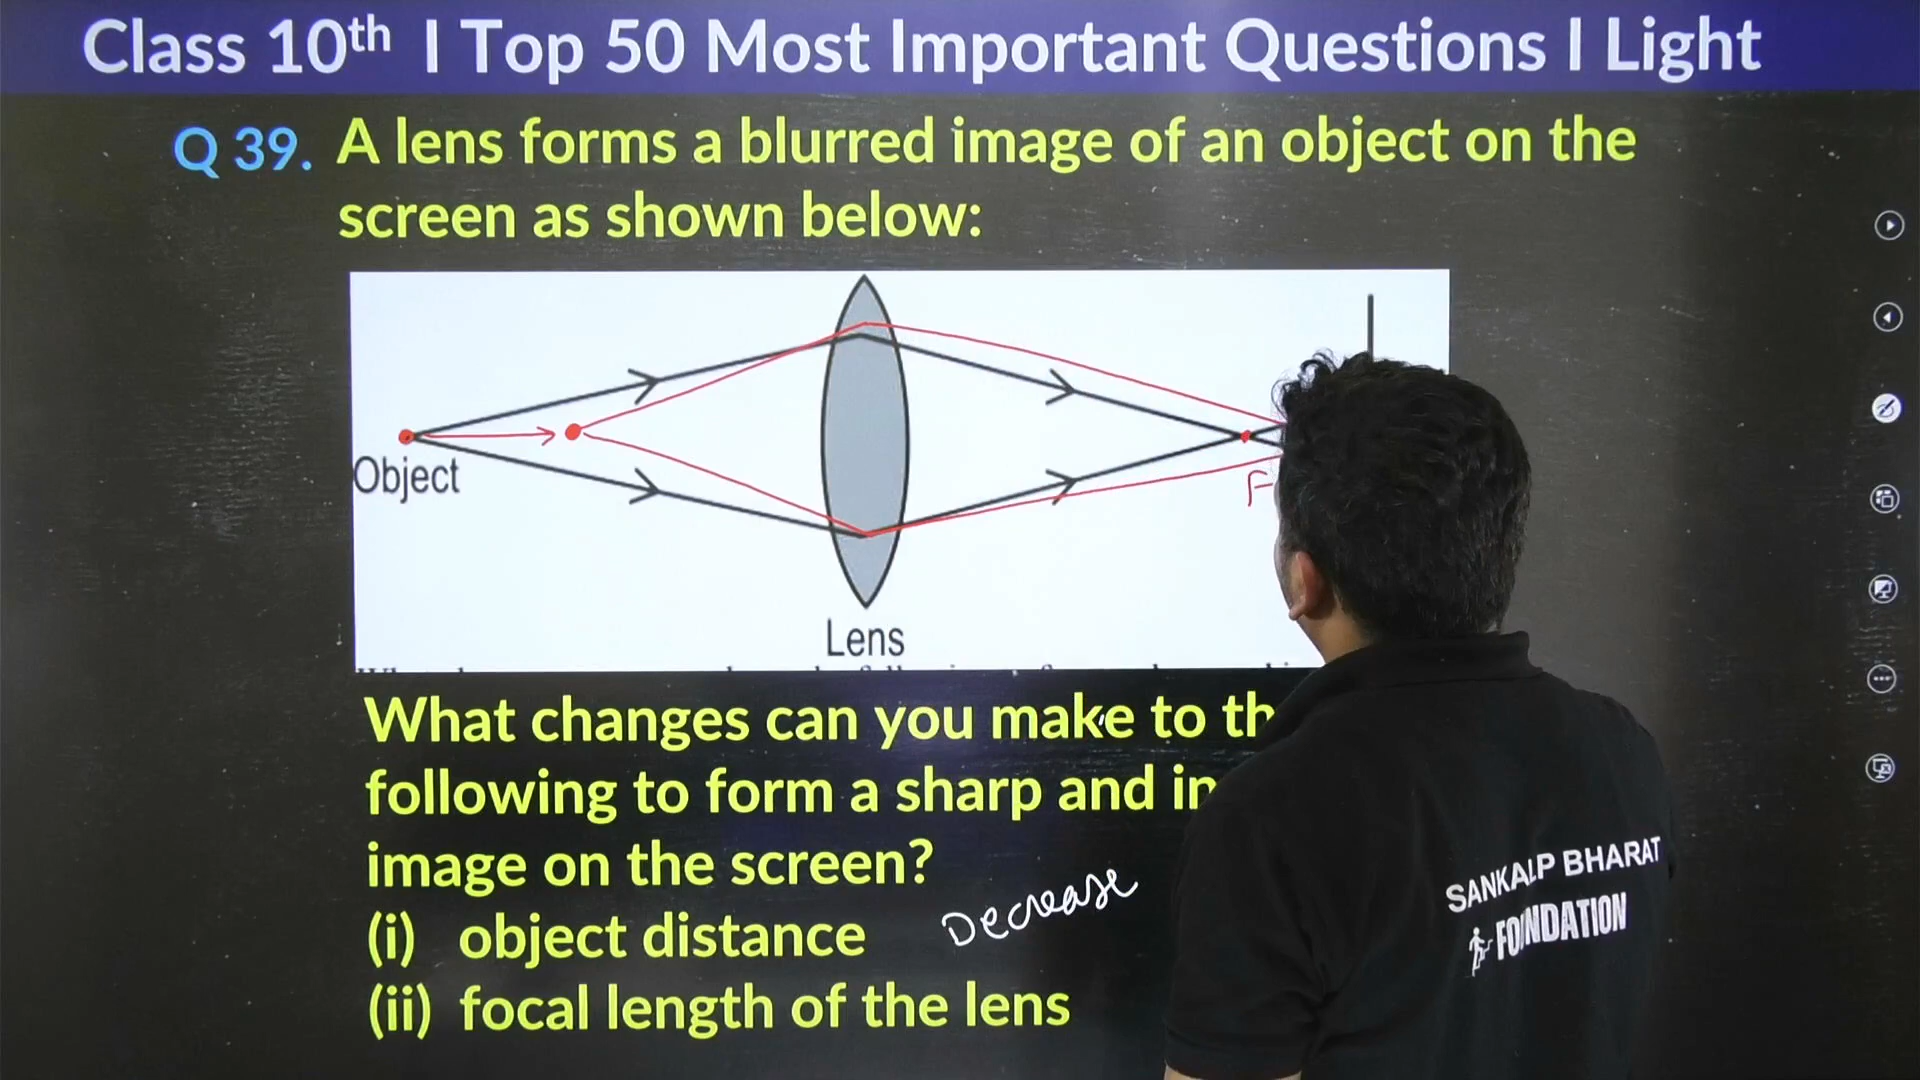 Class 10th I Top 50 Most Important Questions I Light
Q 39. A lens forms a blurred image of an object on the
screen as shown below:
Object
F
Lens
What changes can you make to th
following to form a sharp and in
image on the screen?
(i) object distance Decrease
(ii) focal length of the lens
SANKALP BHARAT
FOUNDATION